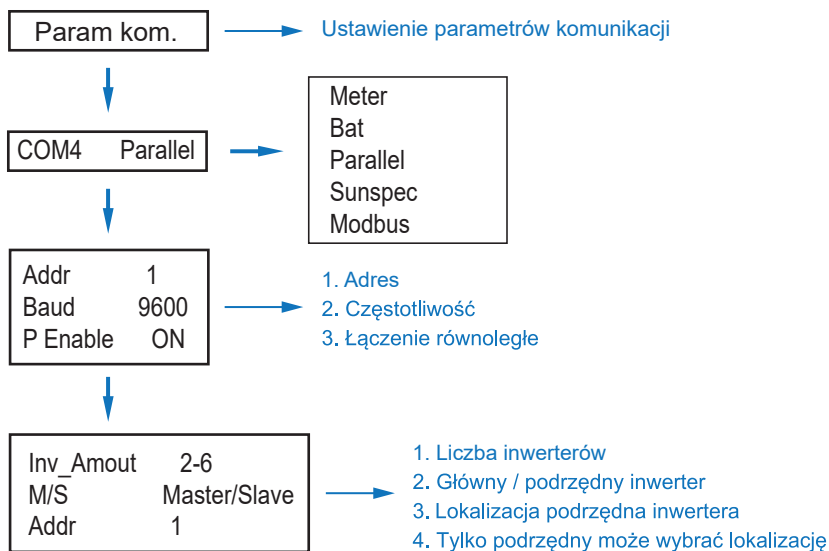 Param kom.
Ustawienie parametrów komunikacji
COM4 Parallel
Meter
Bat
Parallel
Sunspec
Modbus
Addr 1
Baud 9600
P Enable ON
1. Adres
2. Częstotliwość
3. Łączenie równoległe
Inv_Amout 2-6
M/S Master/Slave
Addr 1
1. Liczba inwerterów
2. Główny / podrzędny inwerter
3. Lokalizacja podrzędna inwertera
4. Tylko podrzędny może wybrać lokalizację